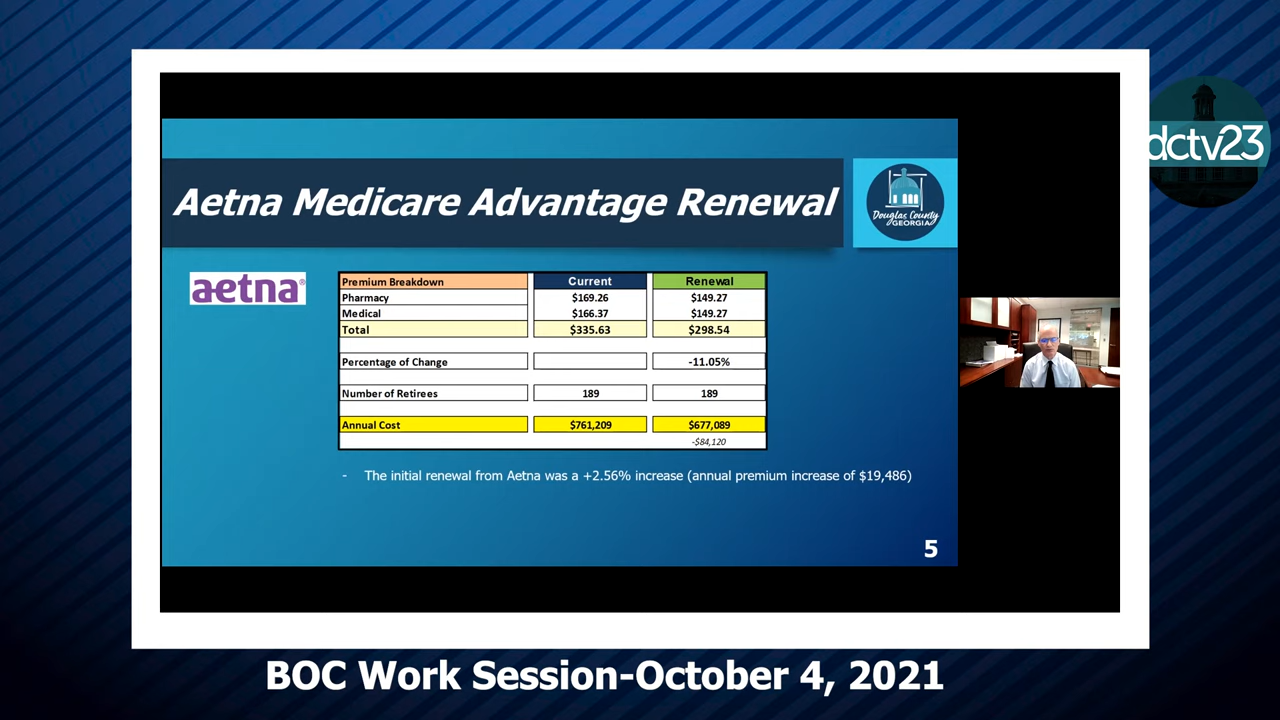 dctv23
Aetna Medicare Advantage Renewal
Douglas County
GEORGIA
aetna®
Premium Breakdown Current Renewal
Pharmacy $169.26 $149.27
Medical $166.37 $149.27
Total $335.63 $298.54
Percentage of Change -11.05%
Number of Retirees 189 189
Annual Cost $761,209 $677,089
-$84,120
- The initial renewal from Aetna was a +2.56% increase (annual premium increase of $19,486)
5
BOC Work Session-October 4, 2021